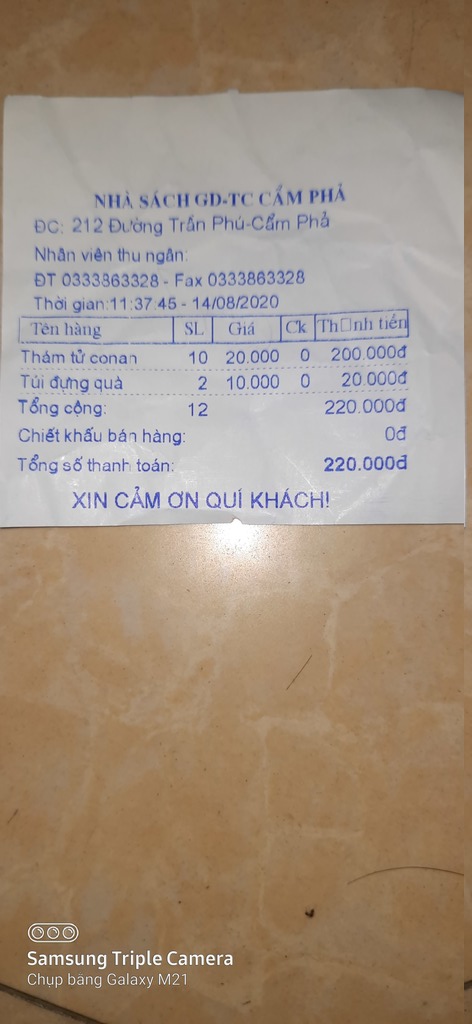 NHÀ SÁCH GD-TC CẨM PHẢ
ĐC: 212 Đường Trần Phú-Cẩm Phả
Nhân viên thu ngân:
ĐT 0333863328 - Fax 0333863328
Thời gian:11:37:45 - 14/08/2020
Tên hàng SL Giá Ck Th□nh tiền
Thám tử conan 10 20.000 0 200.000đ
Túi đựng quà 2 10.000 0 20.000đ
Tổng cộng: 12 220.000đ
Chiết khấu bán hàng: 0đ
Tổng số thanh toán: 220.000đ
XIN CẢM ƠN QUÍ KHÁCH!
Samsung Triple Camera
Chụp bằng Galaxy M21